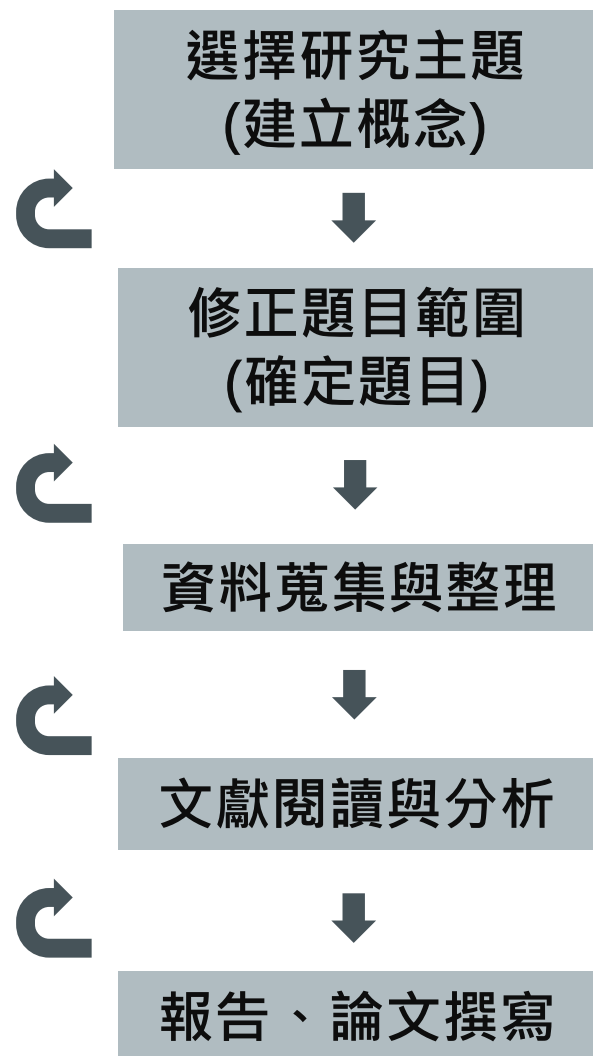 選擇研究主題
(建立概念)
修正題目範圍
(確定題目)
資料蒐集與整理
文獻閱讀與分析
報告、論文撰寫